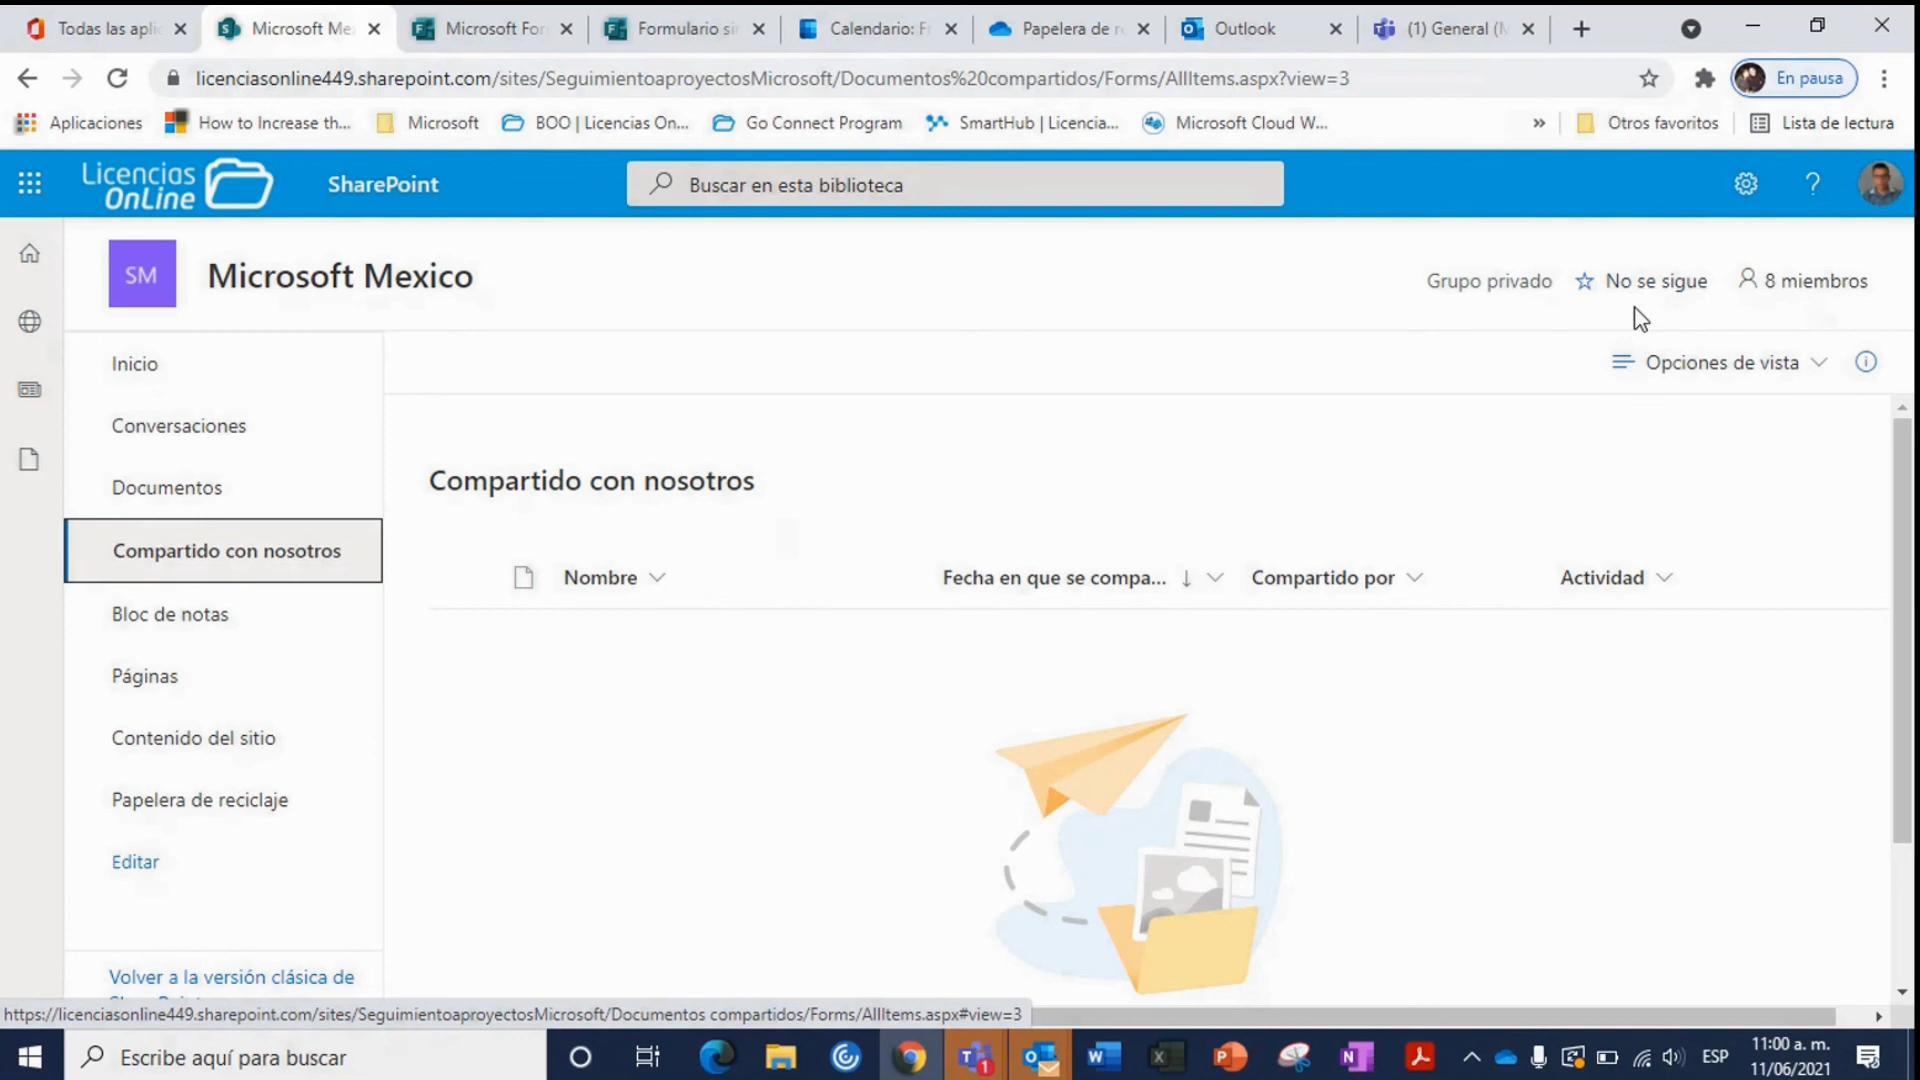 Todas las apli
Microsoft Me
Microsoft For
Formulario sin
Calendario: F
Papelera de r
Outlook
(1) General (M
licenciasonline449.sharepoint.com/sites/SeguimientoaproyectosMicrosoft/Documentos%20compartidos/Forms/AllItems.aspx?view=3
En pausa
Aplicaciones
How to Increase th...
Microsoft
BOO | Licencias On...
Go Connect Program
SmartHub | Licencia...
Microsoft Cloud W...
»
Otros favoritos
Lista de lectura
Licencias
OnLine
SharePoint
Buscar en esta biblioteca
?
SM
Microsoft Mexico
Grupo privado
No se sigue
8 miembros
Opciones de vista
Inicio
Conversaciones
Documentos
Compartido con nosotros
Bloc de notas
Páginas
Contenido del sitio
Papelera de reciclaje
Editar
Volver a la versión clásica de
Compartido con nosotros
Nombre
Fecha en que se compa...
Compartido por
Actividad
https://licenciasonline449.sharepoint.com/sites/SeguimientoaproyectosMicrosoft/Documentos compartidos/Forms/AllItems.aspx#view=3
Escribe aquí para buscar
1
ESP
11:00 a. m.
11/06/2021